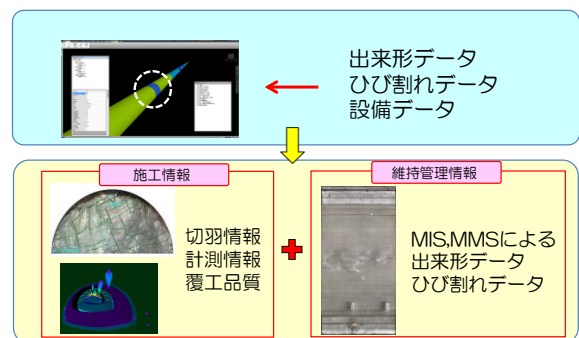 出来形データ
ひび割れデータ
設備データ
施工情報
維持管理情報
切羽情報
計測情報
覆工品質
MIS,MMSによる
出来形データ
ひび割れデータ